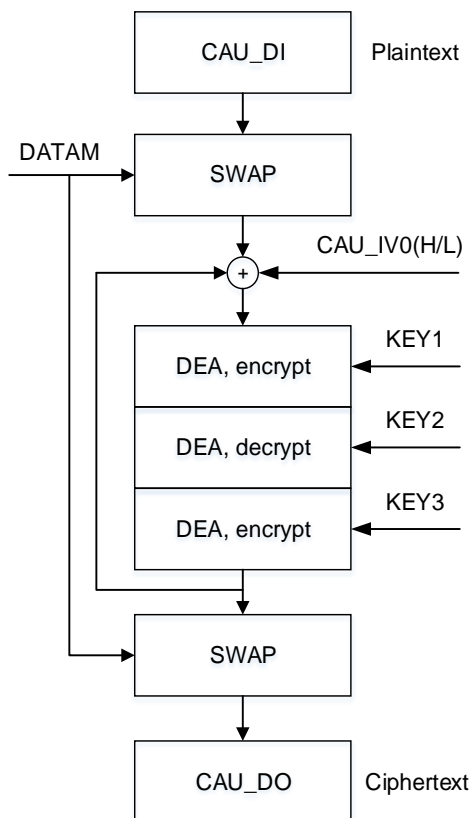 CAU_DI
Plaintext
DATAM
SWAP
CAU_IV0(H/L)
+
DEA, encrypt
KEY1
DEA, decrypt
KEY2
DEA, encrypt
KEY3
SWAP
CAU_DO
Ciphertext